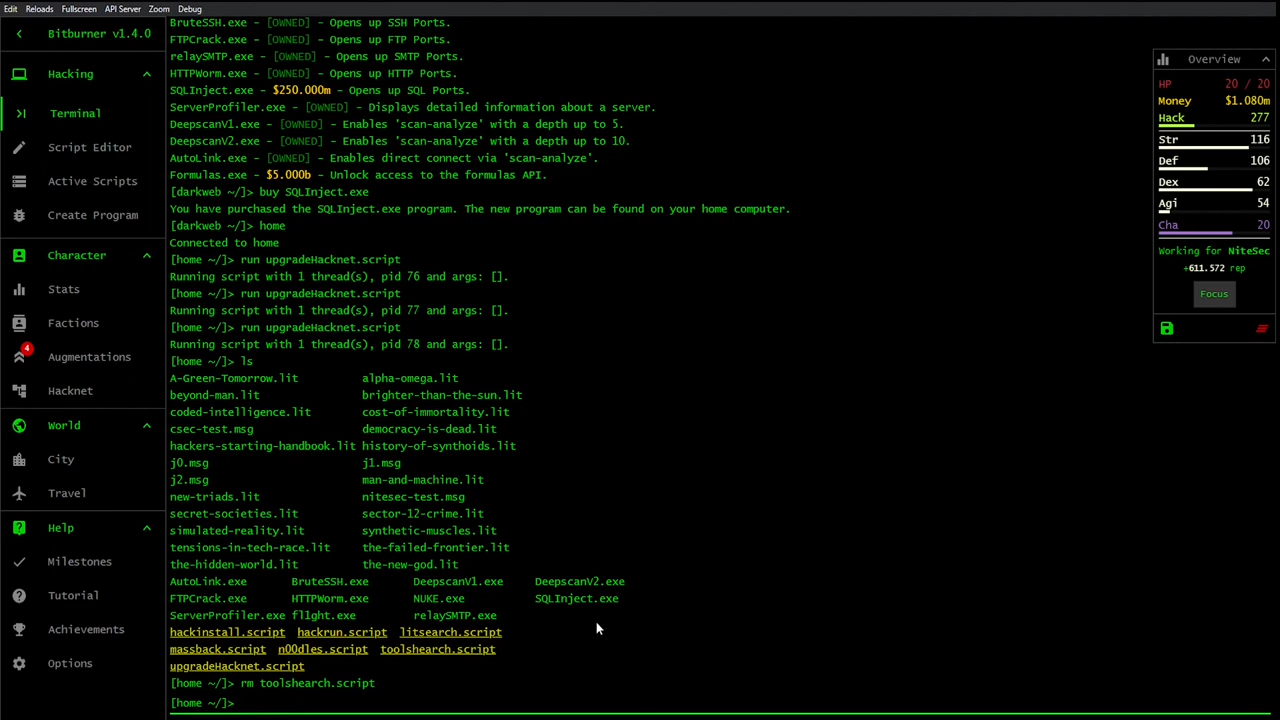 Edit Reloads Fullscreen API Server Zoom Debug
Bitburner v1.4.0
Hacking
Terminal
Script Editor
Active Scripts
Create Program
Character
Stats
Factions
4
Augmentations
Hacknet
World
City
Travel
Help
Milestones
Tutorial
Achievements
Options
BruteSSH.exe - [OWNED] - Opens up SSH Ports.
FTPCrack.exe - [OWNED] - Opens up FTP Ports.
relaySMTP.exe - [OWNED] - Opens up SMTP Ports.
HTTPWorm.exe - [OWNED] - Opens up HTTP Ports.
SQLInject.exe - $250.000m - Opens up SQL Ports.
ServerProfiler.exe - [OWNED] - Displays detailed information about a server.
DeepscanV1.exe - [OWNED] - Enables 'scan-analyze' with a depth up to 5.
DeepscanV2.exe - [OWNED] - Enables 'scan-analyze' with a depth up to 10.
AutoLink.exe - [OWNED] - Enables direct connect via 'scan-analyze'.
Formulas.exe - $5.000b - Unlock access to the formulas API.
[darkweb ~/]> buy SQLInject.exe
You have purchased the SQLInject.exe program. The new program can be found on your home computer.
[darkweb ~/]> home
Connected to home
[home ~/]> run upgradeHacknet.script
Running script with 1 thread(s), pid 76 and args: [].
[home ~/]> run upgradeHacknet.script
Running script with 1 thread(s), pid 77 and args: [].
[home ~/]> run upgradeHacknet.script
Running script with 1 thread(s), pid 78 and args: [].
[home ~/]> ls
A-Green-Tomorrow.lit alpha-omega.lit
beyond-man.lit brighter-than-the-sun.lit
coded-intelligence.lit cost-of-immortality.lit
csec-test.msg democracy-is-dead.lit
hackers-starting-handbook.lit history-of-synthoids.lit
j0.msg j1.msg
j2.msg man-and-machine.lit
new-triads.lit nitesec-test.msg
secret-societies.lit sector-12-crime.lit
simulated-reality.lit synthetic-muscles.lit
tensions-in-tech-race.lit the-failed-frontier.lit
the-hidden-world.lit the-new-god.lit
AutoLink.exe BruteSSH.exe DeepscanV1.exe DeepscanV2.exe
FTPCrack.exe HTTPWorm.exe NUKE.exe SQLInject.exe
ServerProfiler.exe fl1ght.exe relaySMTP.exe
hackinstall.script hackrun.script litsearch.script
massback.script n00dles.script toolshearch.script
upgradeHacknet.script
[home ~/]> rm toolshearch.script
[home ~/]>
Overview
HP 20 / 20
Money $1.080m
Hack 277
Str 116
Def 106
Dex 62
Agi 54
Cha 20
Working for NiteSec
+611.572 rep
Focus